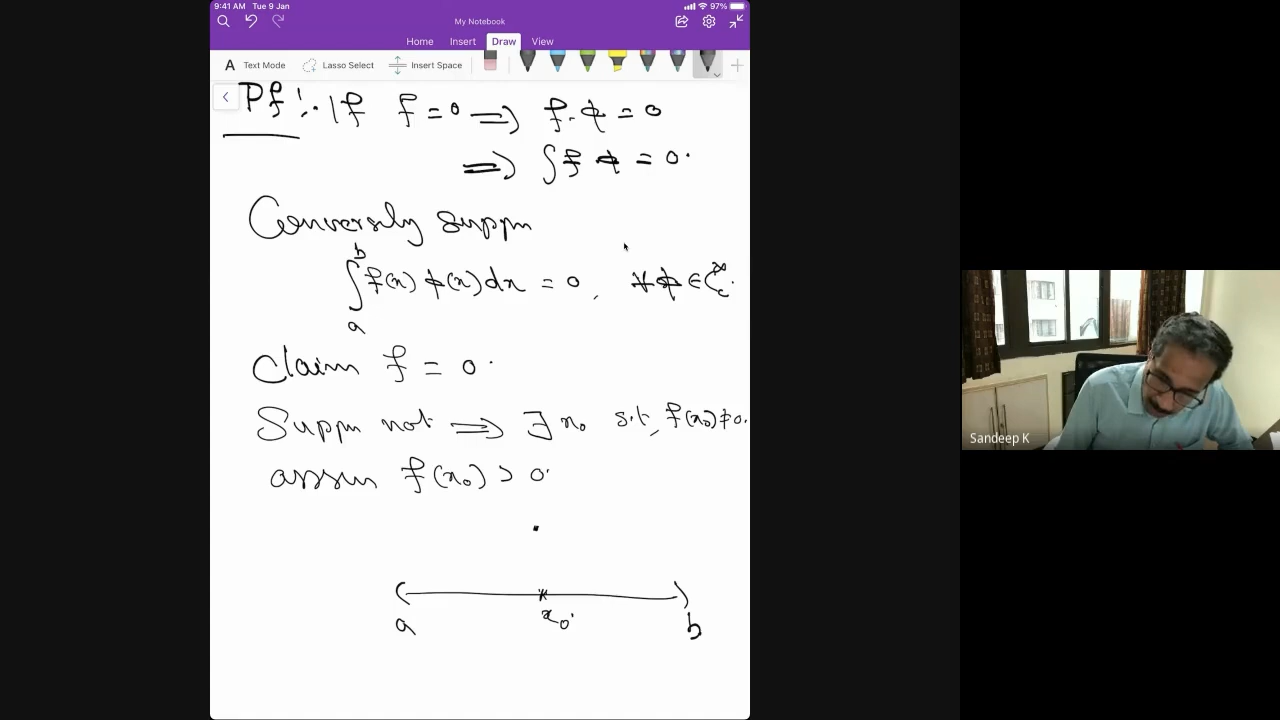 9:41 AM Tue 9 Jan
97%
My Notebook
Home Insert Draw View
A Text Mode Lasso Select Insert Space
Pf :. If f = 0 ⟹ f.ϕ = 0
⟹ ∫f ϕ = 0.
Conversly suppn
∫_a^b f(x) ϕ(x) dx = 0, ∀ϕ ∈ C_c^∞.
Claim f = 0.
Suppn not ⟹ ∃ x₀ s.t, f(x₀) ≠ 0.
assum f(x₀) > 0.
a x₀ b
Sandeep K